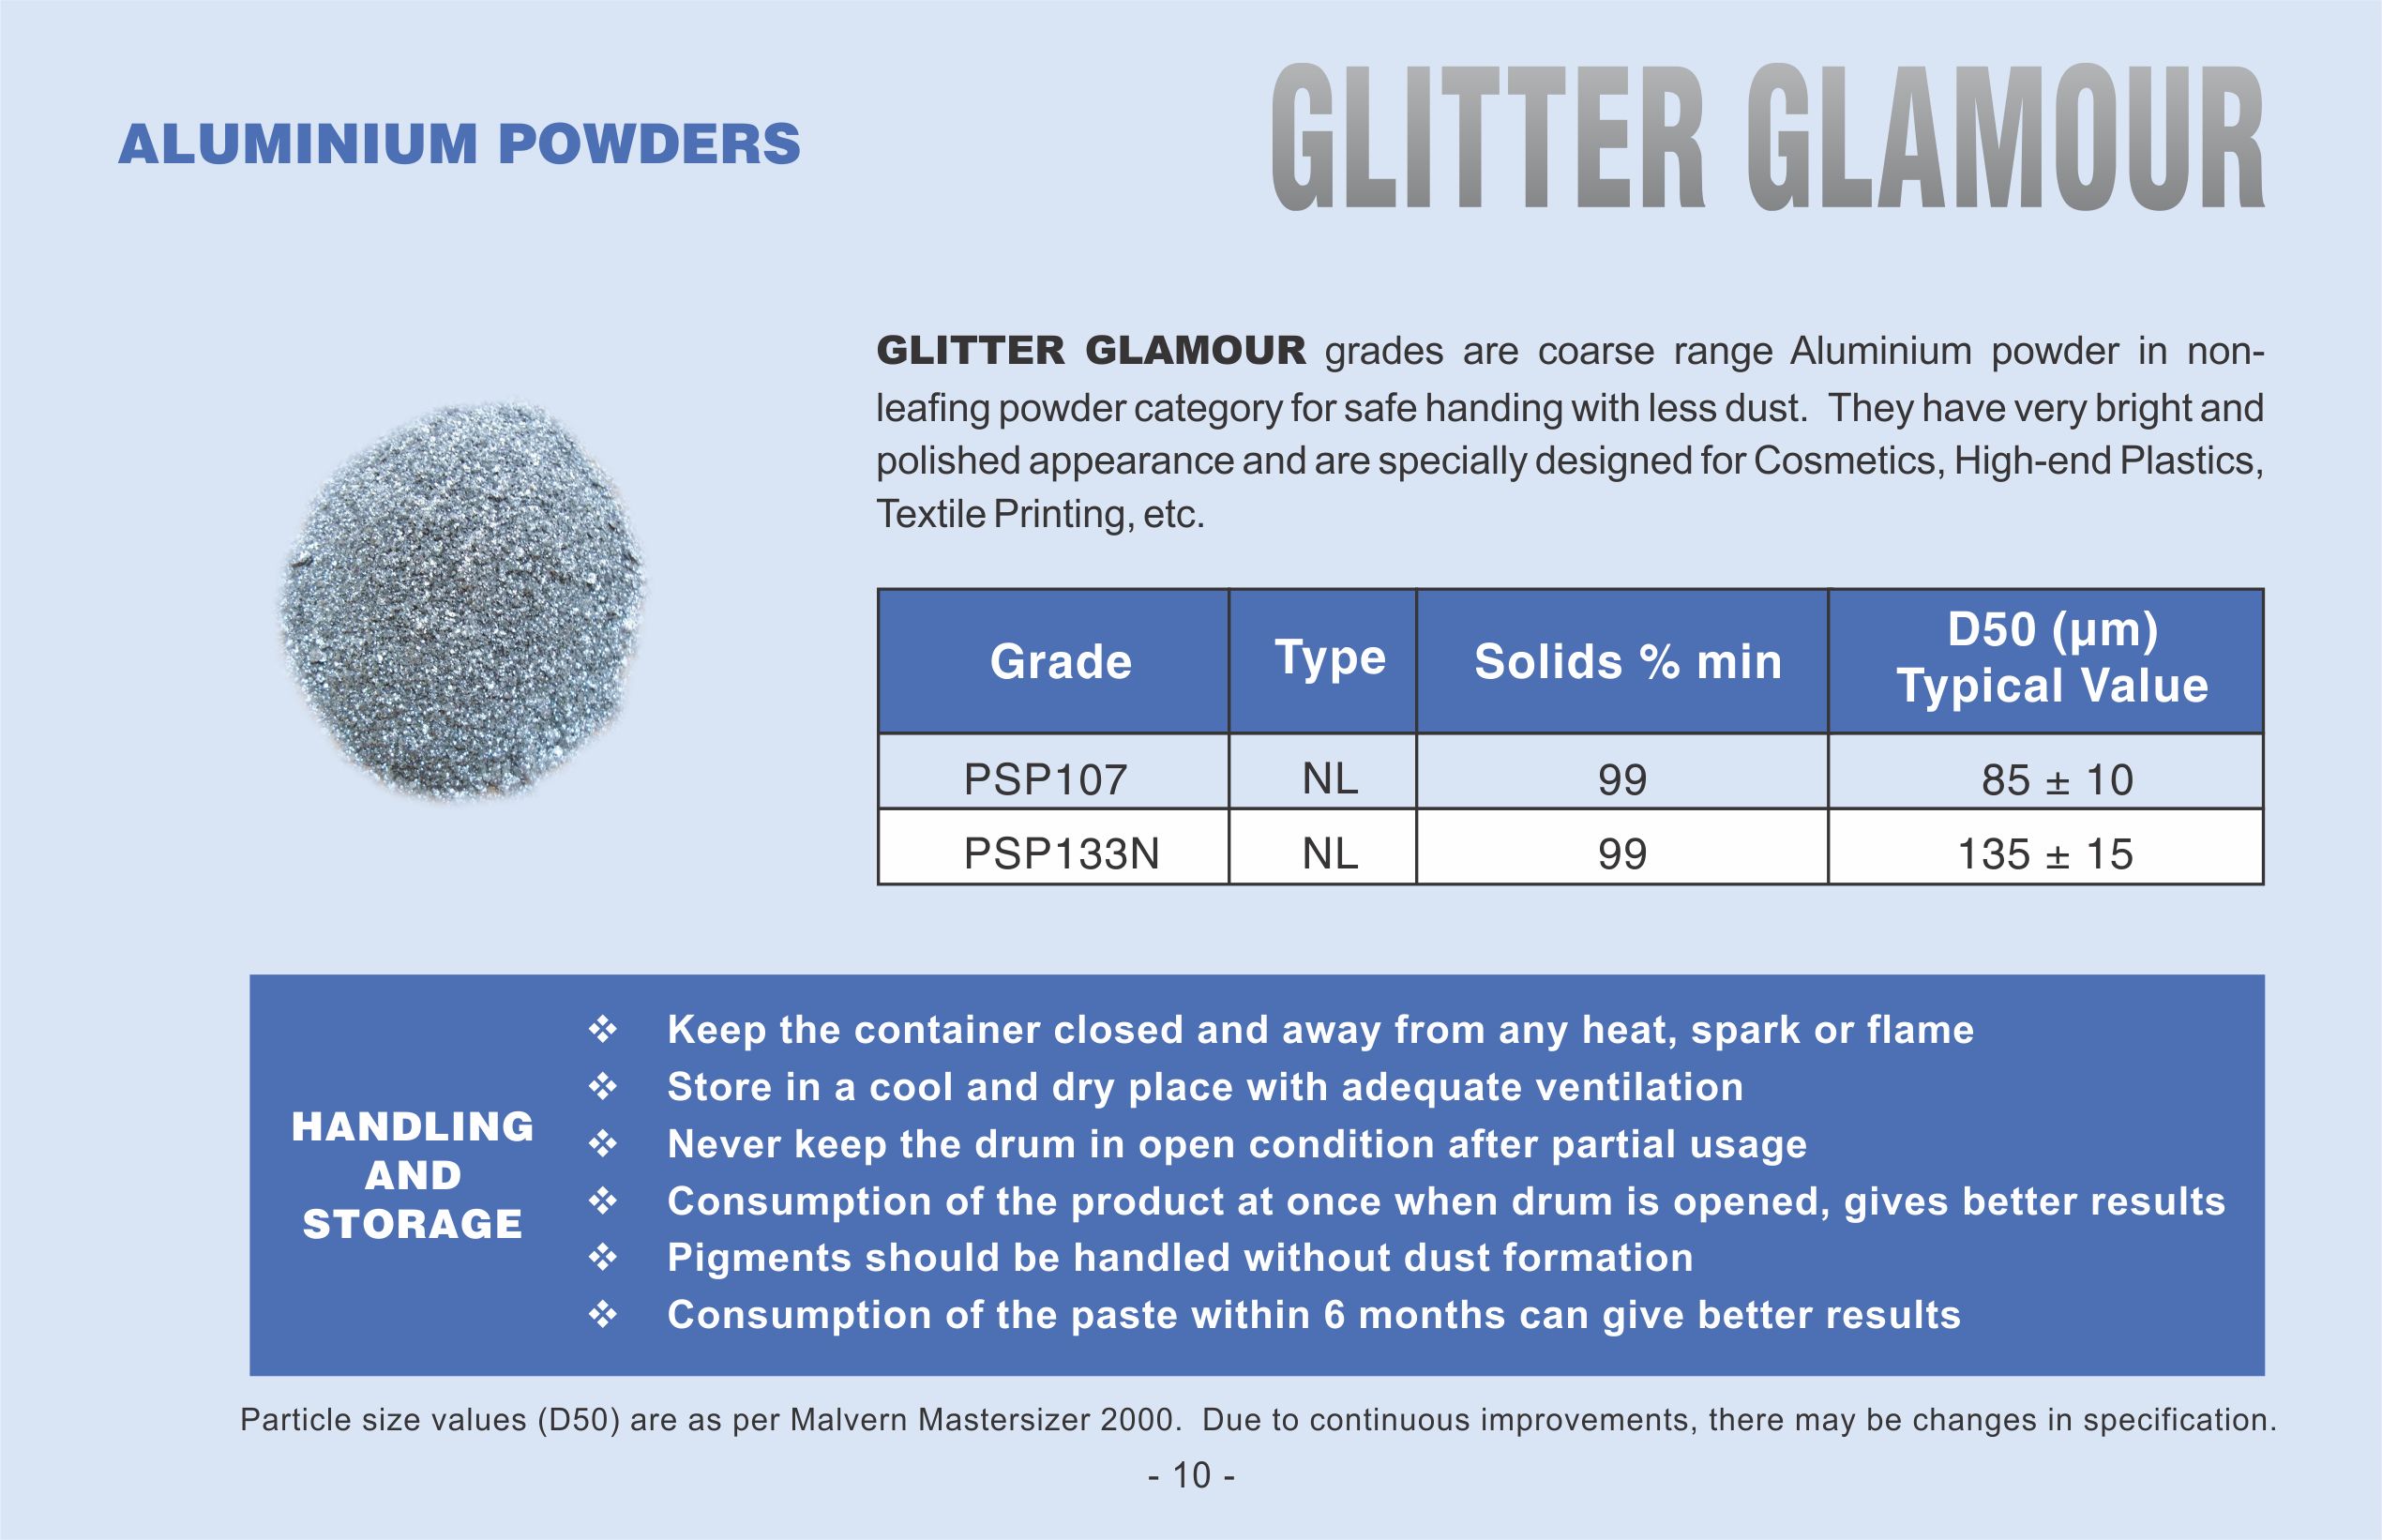 ALUMINIUM POWDERS
GLITTER GLAMOUR
GLITTER GLAMOUR grades are coarse range Aluminium powder in non-
leafing powder category for safe handing with less dust. They have very bright and
polished appearance and are specially designed for Cosmetics, High-end Plastics,
Textile Printing, etc.
Grade Type Solids % min D50 (µm) Typical Value
PSP107 NL 99 85 ± 10
PSP133N NL 99 135 ± 15
HANDLING
AND
STORAGE
❖ Keep the container closed and away from any heat, spark or flame
❖ Store in a cool and dry place with adequate ventilation
❖ Never keep the drum in open condition after partial usage
❖ Consumption of the product at once when drum is opened, gives better results
❖ Pigments should be handled without dust formation
❖ Consumption of the paste within 6 months can give better results
Particle size values (D50) are as per Malvern Mastersizer 2000. Due to continuous improvements, there may be changes in specification.
- 10 -